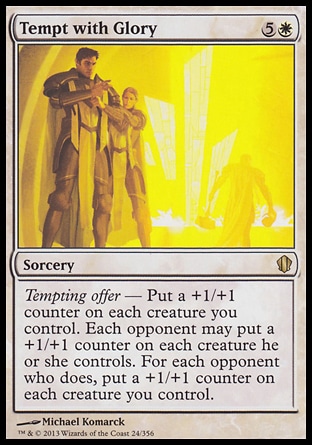 Tempt with Glory 5
Sorcery
Tempting offer — Put a +1/+1
counter on each creature you
control. Each opponent may put a
+1/+1 counter on each creature he
or she controls. For each opponent
who does, put a +1/+1 counter on
each creature you control.
Michael Komarck
™ & © 2013 Wizards of the Coast 24/356